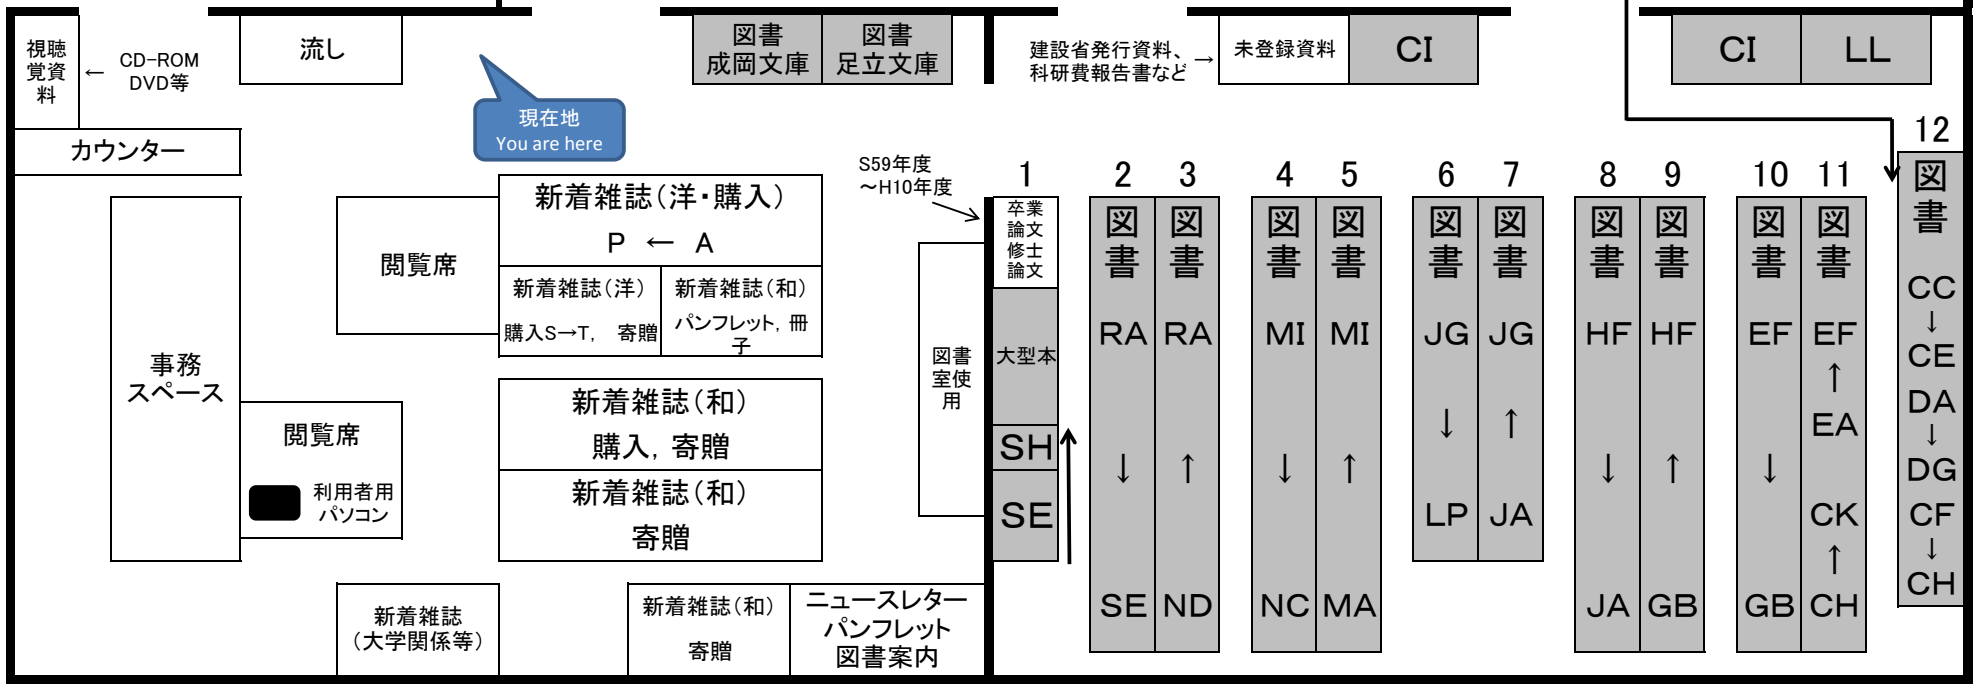 視聴
覚資
料
←
CD-ROM
DVD等
流し
カウンター
現在地
You are here
図書
成岡文庫
図書
足立文庫
建設省発行資料、
科研費報告書など
→
未登録資料
CI
CI
LL
事務
スペース
閲覧席
新着雑誌（洋・購入）
P ← A
新着雑誌（洋）
購入S→T， 寄贈
新着雑誌（和）
パンフレット，冊
子
閲覧席
利用者用
パソコン
新着雑誌（和）
購入，寄贈
新着雑誌（和）
寄贈
新着雑誌
（大学関係等）
新着雑誌（和）
寄贈
ニュースレター
パンフレット
図書案内
S59年度
～H10年度
図書
室使
用
1
卒業
論文
修士
論文
大型本
SH
SE
2
図
書
RA
↓
SE
3
図
書
RA
↑
ND
4
図
書
MI
↓
NC
5
図
書
MI
↑
MA
6
図
書
JG
↓
LP
7
図
書
JG
↑
JA
8
図
書
HF
↓
JA
9
図
書
HF
↑
GB
10
図
書
EF
↓
GB
11
図
書
EF
↑
EA
CK
↑
CH
12
図
書
CC
↓
CE
DA
↓
DG
CF
↓
CH